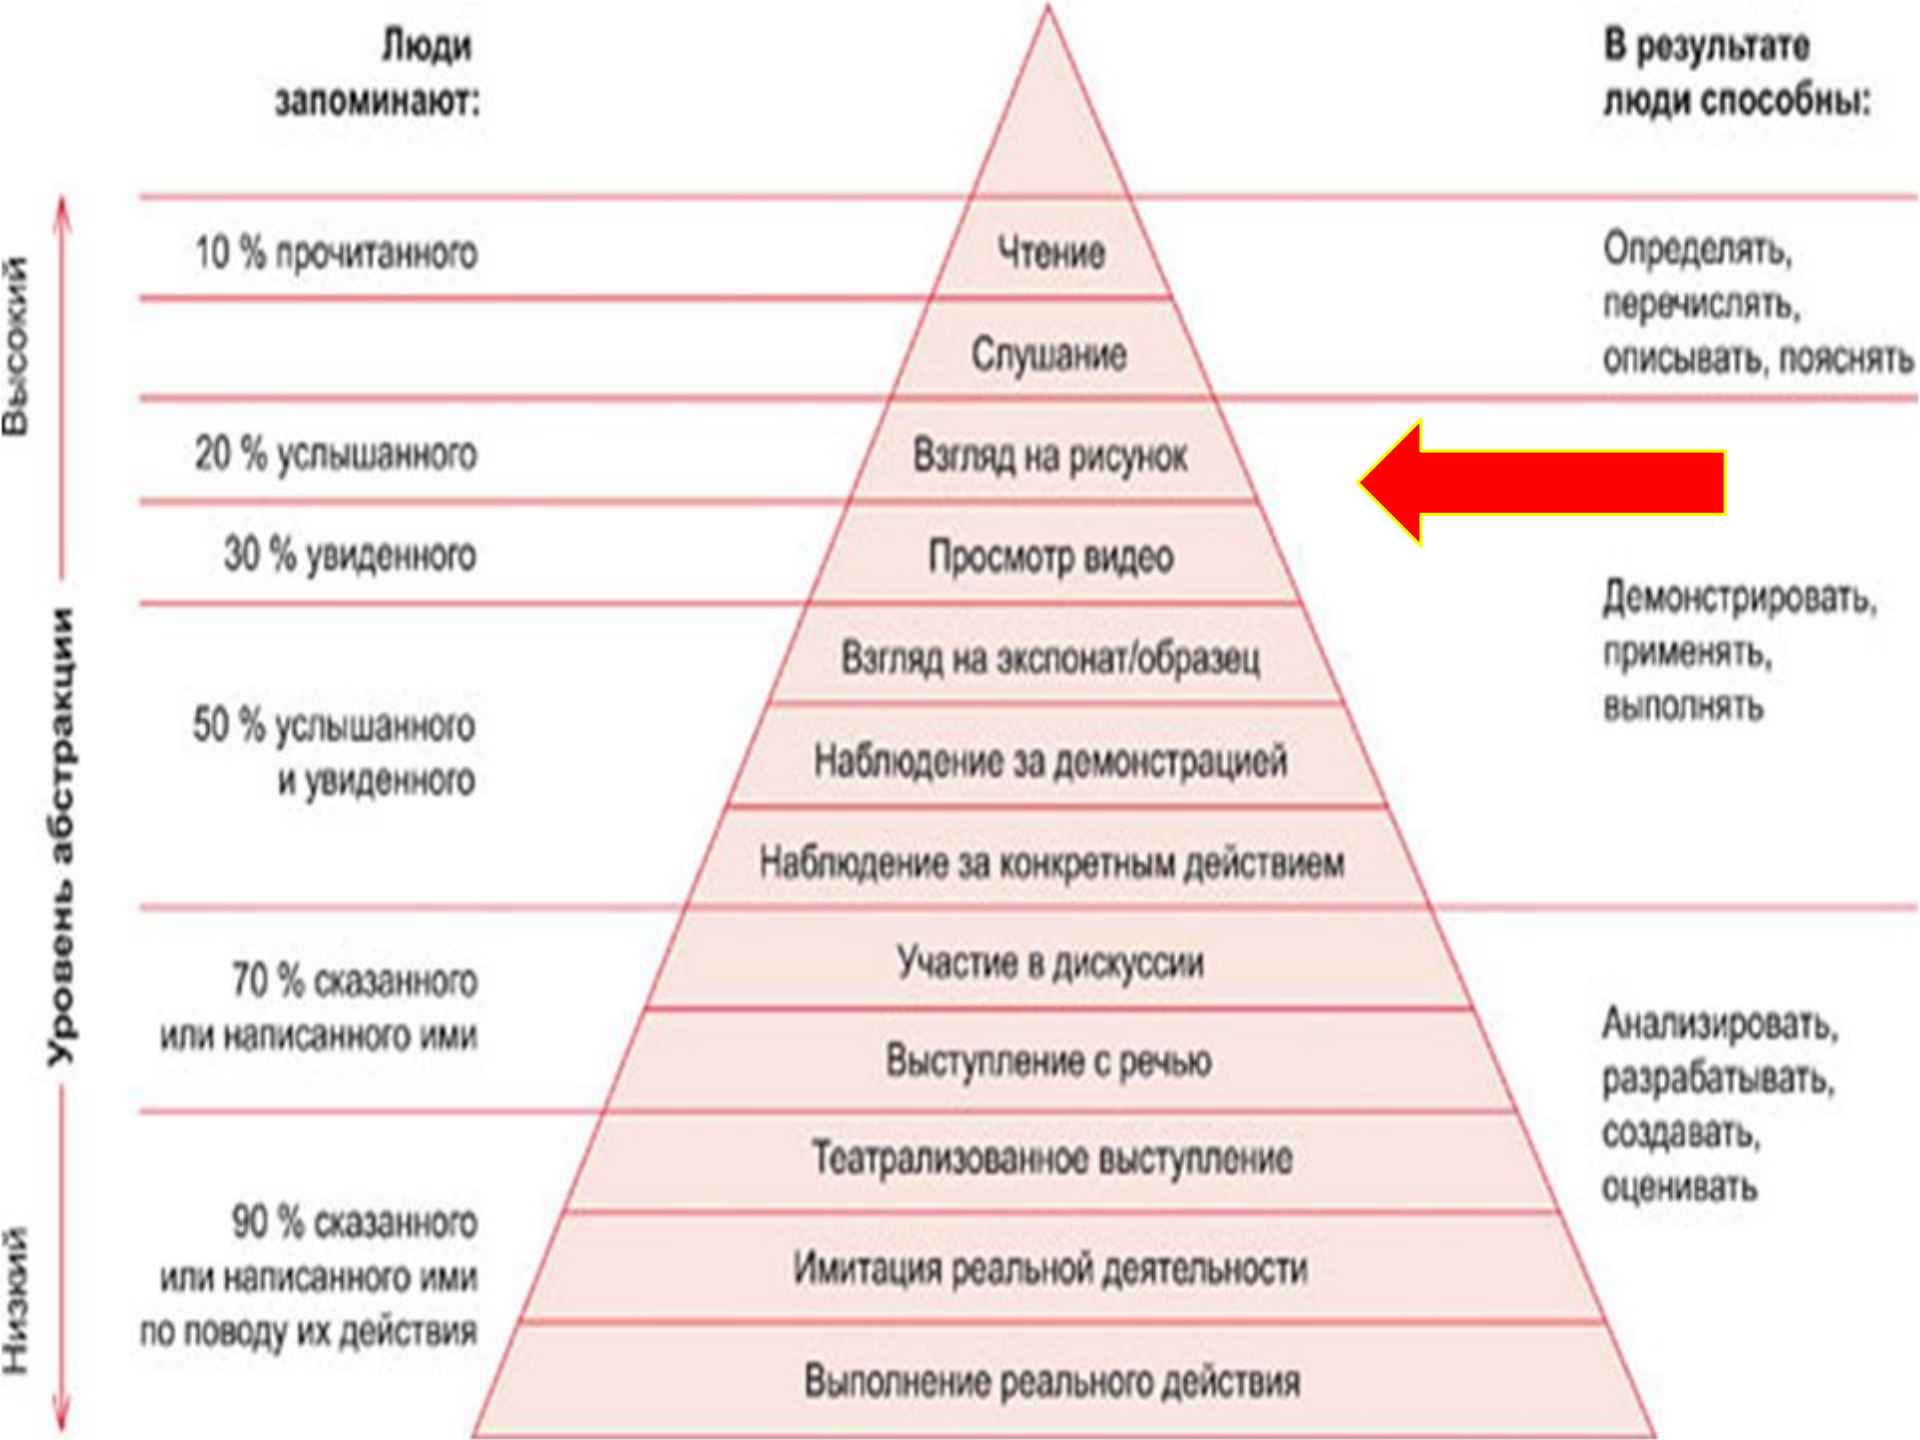 Люди
запоминают:
В результате
люди способны:
Высокий
Уровень абстракции
Низкий
10 % прочитанного
Чтение
Определять,
перечислять,
описывать, пояснять
Слушание
20 % услышанного
Взгляд на рисунок
30 % увиденного
Просмотр видео
Демонстрировать,
применять,
выполнять
Взгляд на экспонат/образец
50 % услышанного
и увиденного
Наблюдение за демонстрацией
Наблюдение за конкретным действием
70 % сказанного
или написанного ими
Участие в дискуссии
Выступление с речью
Анализировать,
разрабатывать,
создавать,
оценивать
Театрализованное выступление
90 % сказанного
или написанного ими
по поводу их действия
Имитация реальной деятельности
Выполнение реального действия